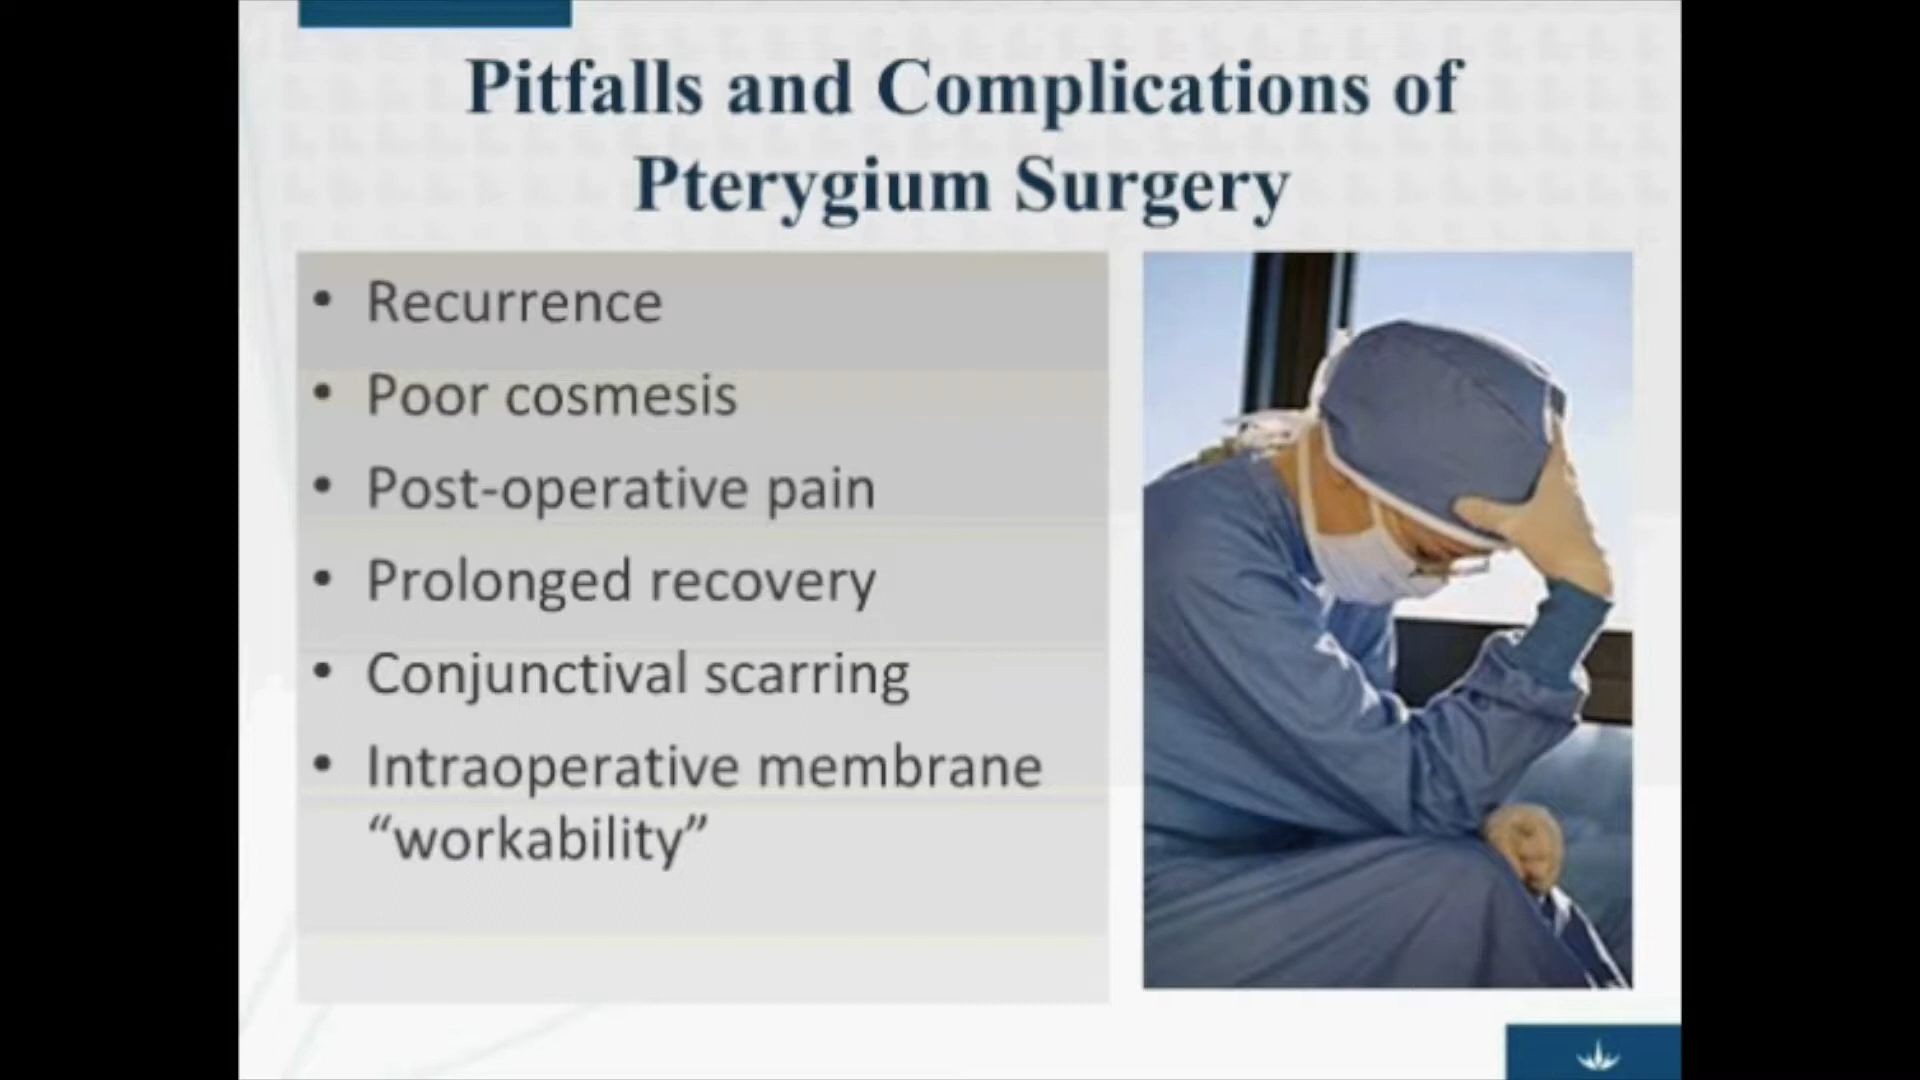 Pitfalls and Complications of
Pterygium Surgery
• Recurrence
• Poor cosmesis
• Post-operative pain
• Prolonged recovery
• Conjunctival scarring
• Intraoperative membrane
“workability”